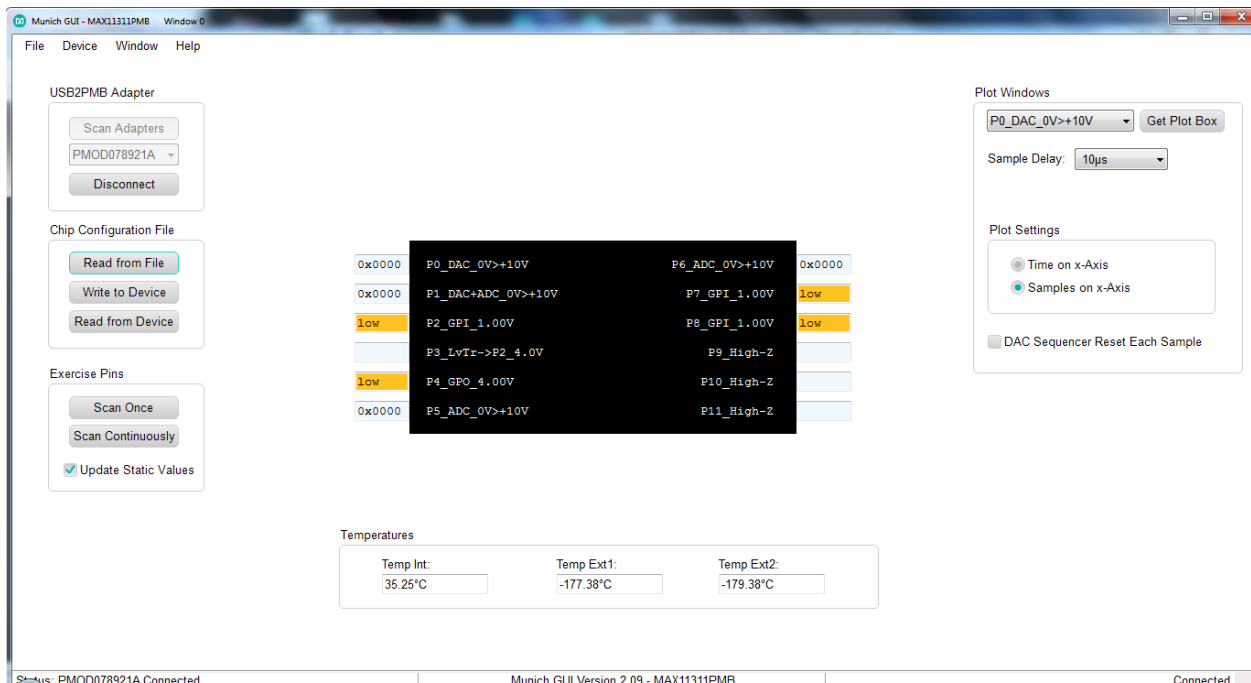 Munich GUI - MAX11311PMB Window 0
File Device Window Help
USB2PMB Adapter
Scan Adapters
PMOD078921A
Disconnect
Chip Configuration File
Read from File
Write to Device
Read from Device
Exercise Pins
Scan Once
Scan Continuously
Update Static Values
0x0000 P0_DAC_0V>+10V P6_ADC_0V>+10V 0x0000
0x0000 P1_DAC+ADC_0V>+10V P7_GPI_1.00V low
low P2_GPI_1.00V P8_GPI_1.00V low
P3_LvTr->P2_4.0V P9_High-Z
low P4_GPO_4.00V P10_High-Z
0x0000 P5_ADC_0V>+10V P11_High-Z
Temperatures
Temp Int: Temp Ext1: Temp Ext2:
35.25°C -177.38°C -179.38°C
Plot Windows
P0_DAC_0V>+10V Get Plot Box
Sample Delay: 10µs
Plot Settings
Time on x-Axis
Samples on x-Axis
DAC Sequencer Reset Each Sample
Status: PMOD078921A Connected Munich GUI Version 2.09 - MAX11311PMB Connected